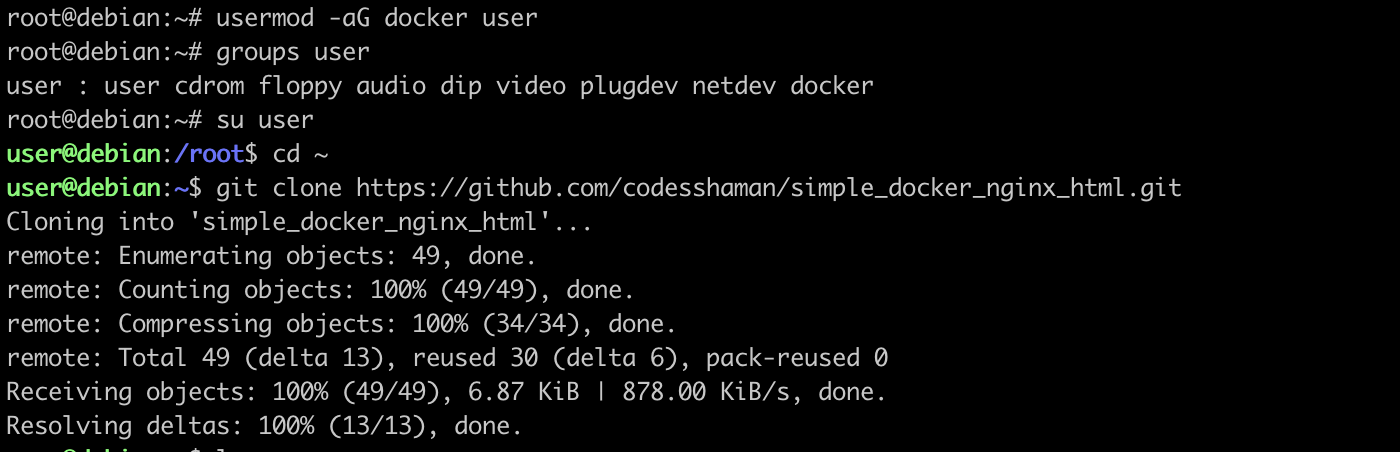 root@debian:~# usermod -aG docker user
root@debian:~# groups user
user : user cdrom floppy audio dip video plugdev netdev docker
root@debian:~# su user
user@debian:/root$ cd ~
user@debian:~$ git clone https://github.com/codesshaman/simple_docker_nginx_html.git
Cloning into 'simple_docker_nginx_html'...
remote: Enumerating objects: 49, done.
remote: Counting objects: 100% (49/49), done.
remote: Compressing objects: 100% (34/34), done.
remote: Total 49 (delta 13), reused 30 (delta 6), pack-reused 0
Receiving objects: 100% (49/49), 6.87 KiB | 878.00 KiB/s, done.
Resolving deltas: 100% (13/13), done.